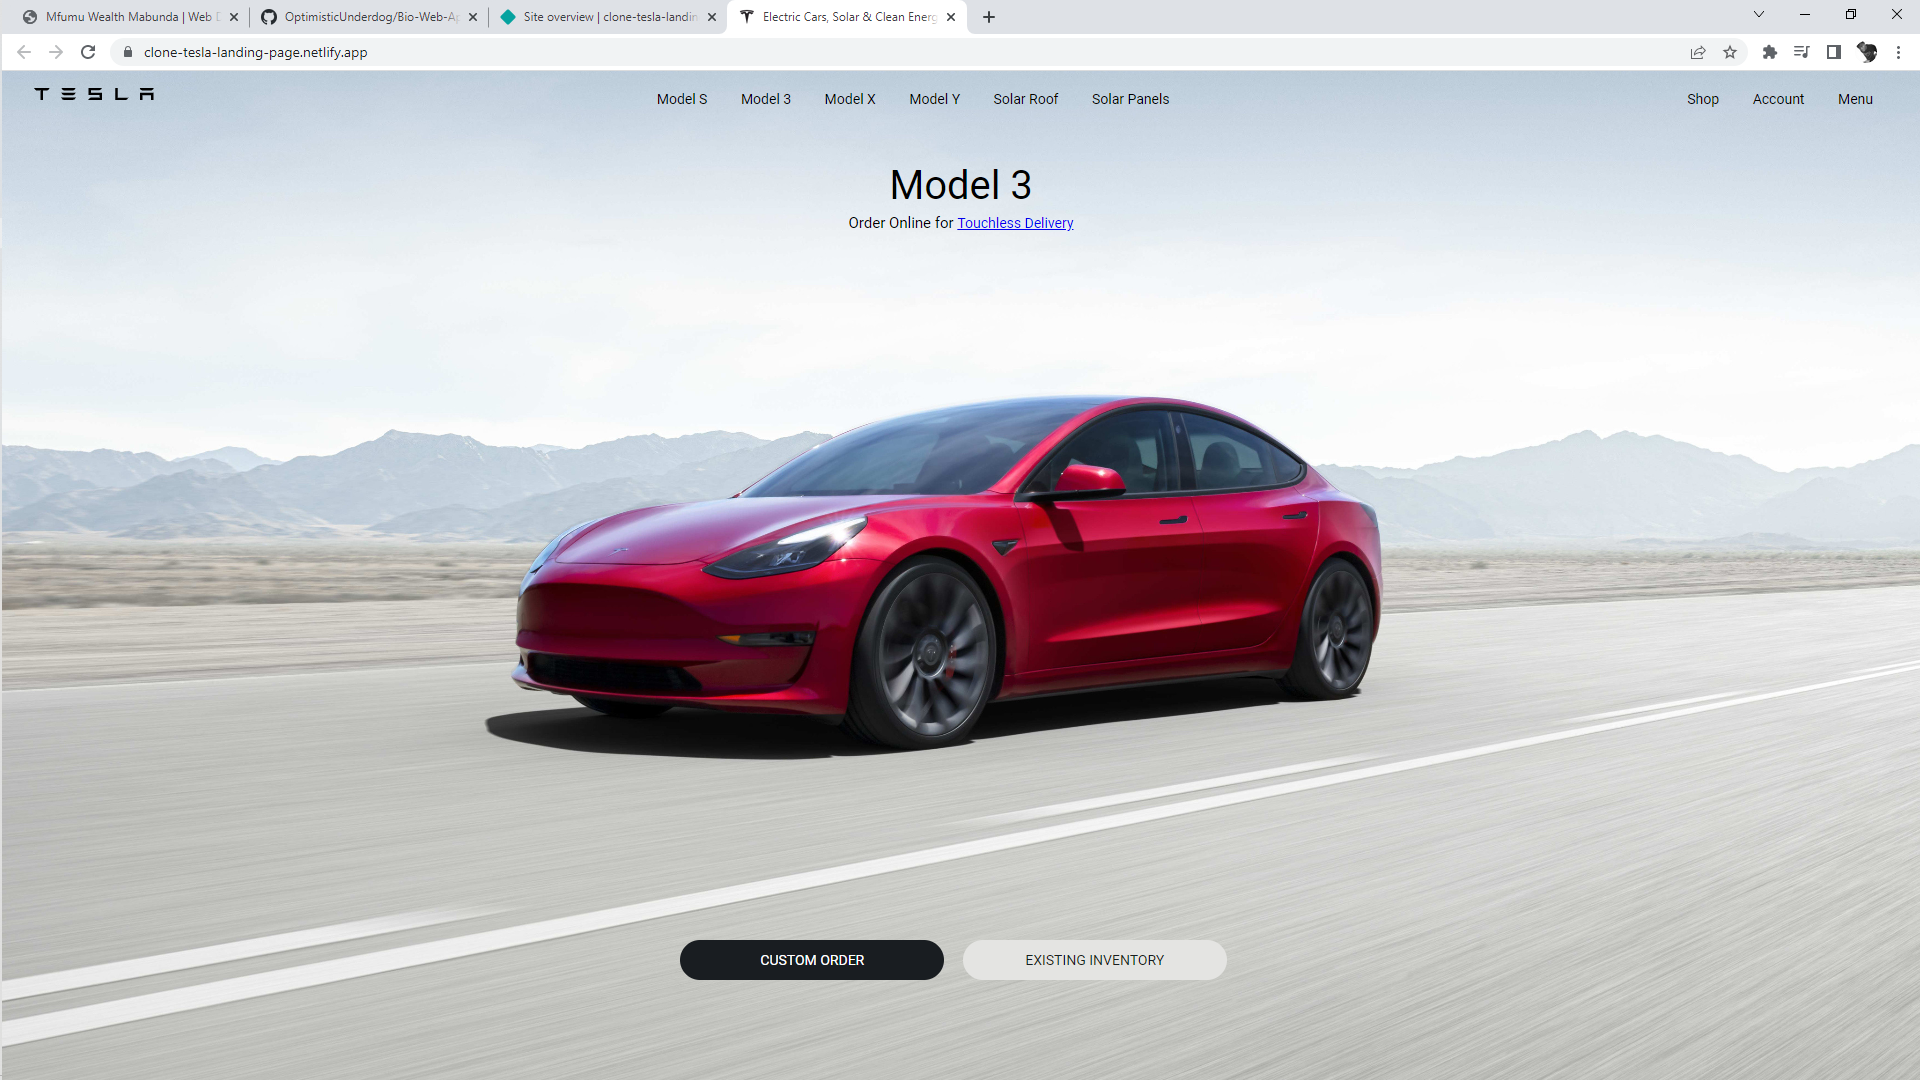 Mfumu Wealth Mabunda | Web
OptimisticUnderdog/Bio-Web-A
Site overview | clone-tesla-landin
Electric Cars, Solar & Clean Energ
clone-tesla-landing-page.netlify.app
TESLA
Model S
Model 3
Model X
Model Y
Solar Roof
Solar Panels
Shop
Account
Menu
Model 3
Order Online for Touchless Delivery
CUSTOM ORDER
EXISTING INVENTORY